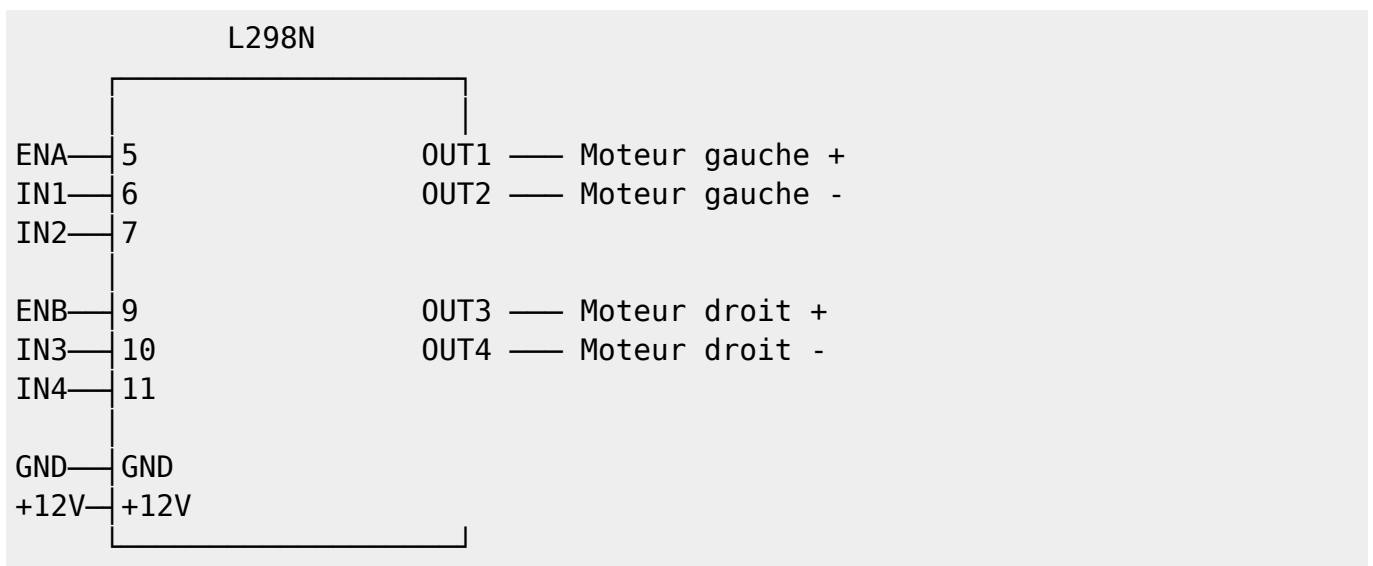 L298N
ENA 5 OUT1 ─── Moteur gauche +
IN1 6 OUT2 ─── Moteur gauche -
IN2 7
ENB 9 OUT3 ─── Moteur droit +
IN3 10 OUT4 ─── Moteur droit -
IN4 11
GND GND
+12V +12V